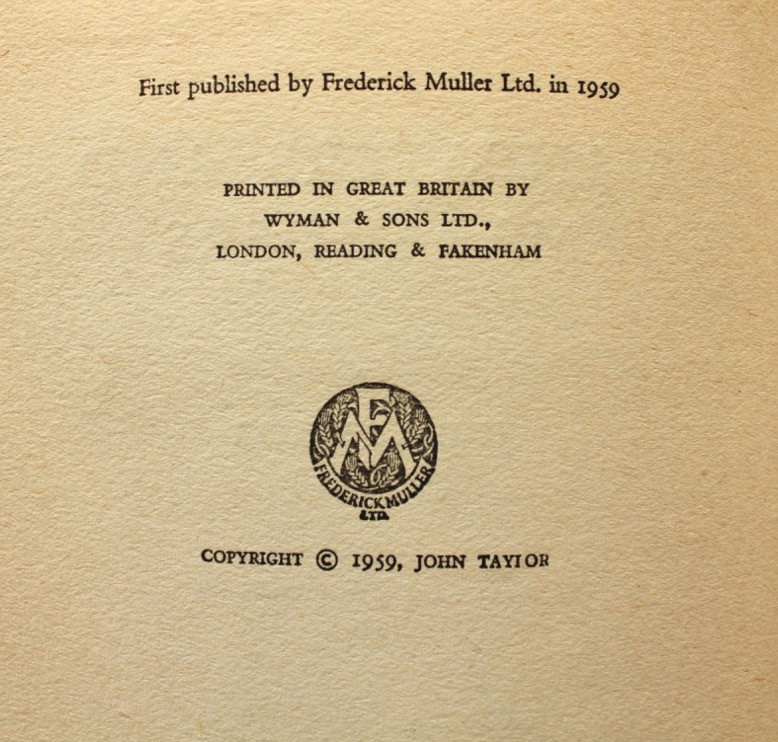 First published by Frederick Muller Ltd. in 1959
PRINTED IN GREAT BRITAIN BY
WYMAN & SONS LTD.,
LONDON, READING & FAKENHAM
FM
FREDERICK MULLER
LTD.
COPYRIGHT © 1959, JOHN TAYLOR